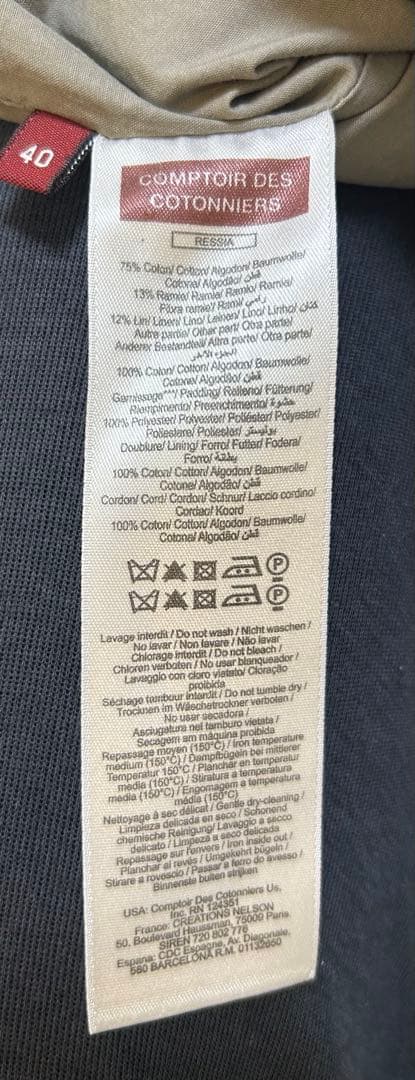 40
COMPTOIR DES
COTONNIERS
RESSIA
75% Coton/ Cotton/ Algodon/ Baumwolle/
Cotone/ Algodão/ قطن
13% Ramie/ Ramie/ Ramio/ Ramie/
ramiè/ Rami/ رامي
12% Lin/ Linen/ Lino/ Leinen/ Lino/ Linho/ كتان
Autre partie/ Other part/ Otra parte/
Anderer Bestandteil/ Altra parte/ Outra parte/
الجزء الآخر
100% Coton/ Cotton/ Algodon/ Baumwolle/
Cotone/ Algodão/ قطن
Garnissage***/ Padding/ Relleno/ Fütterung/
Riempimento/ Preenchimento/ حشوة
100% Polyester/ Polyester/ Poliéster/ Polyester/
Poliestere/ Poliester/ بوليستر
Doublure/ Lining/ Forro/ Futter/ Fodera/
Forro/ بطانة
100% Coton/ Cotton/ Algodon/ Baumwolle/
Cotone/ Algodão/ قطن
Cordon/ Cord/ Cordon/ Schnur/ Laccio cordino/
Cordao/ Koord
100% Coton/ Cotton/ Algodon/ Baumwolle/
Cotone/ Algodão/ قطن
P
P
Lavage interdit / Do not wash / Nicht waschen /
No lavar / Non lavare / Não lavar
Chlorage interdit / Do not bleach /
Chloren verboten / No usar blanqueador /
Lavaggio con cloro vietato/ Cloração
proibida
Séchage tambour interdit / Do not tumble dry /
Trocknen im Wäschetrockner verboten /
No usar secadora /
Asciugatura nel tamburo vietata /
Secagem am máquina proibida
Repassage moyen (150°C) / Iron temperature
medium (150°C) / Dampfbügeln bei mittlerer
Temperatur 150°C / Planchar en temperatur
media (150°C) / Stiratura a temperatura
media (150°C) / Engomagem a temperatura
média (150°C)
Nettoyage à sec délicat / Gentle dry-cleaning /
Limpieza delicada en seco / Schonend
chemische Reinigung/ Lavaggio a secco
delicato / Limpeza a seco delicada
Repassage sur l'envers / Iron inside out /
Planchar al revés / Umgekehrt bügeln /
Stirare a rovescio / Passar a ferro do avesso /
Binnenste buiten strijken
USA: Comptoir Des Cotonniers Us,
Inc. RN 124351
France: CREATIONS NELSON
50, Boulevard Haussman, 75009 Paris
SIREN 720 802 776
Espana: CDC Espagne, Av. Diagonale,
580 BARCELONA R.M. 01132650